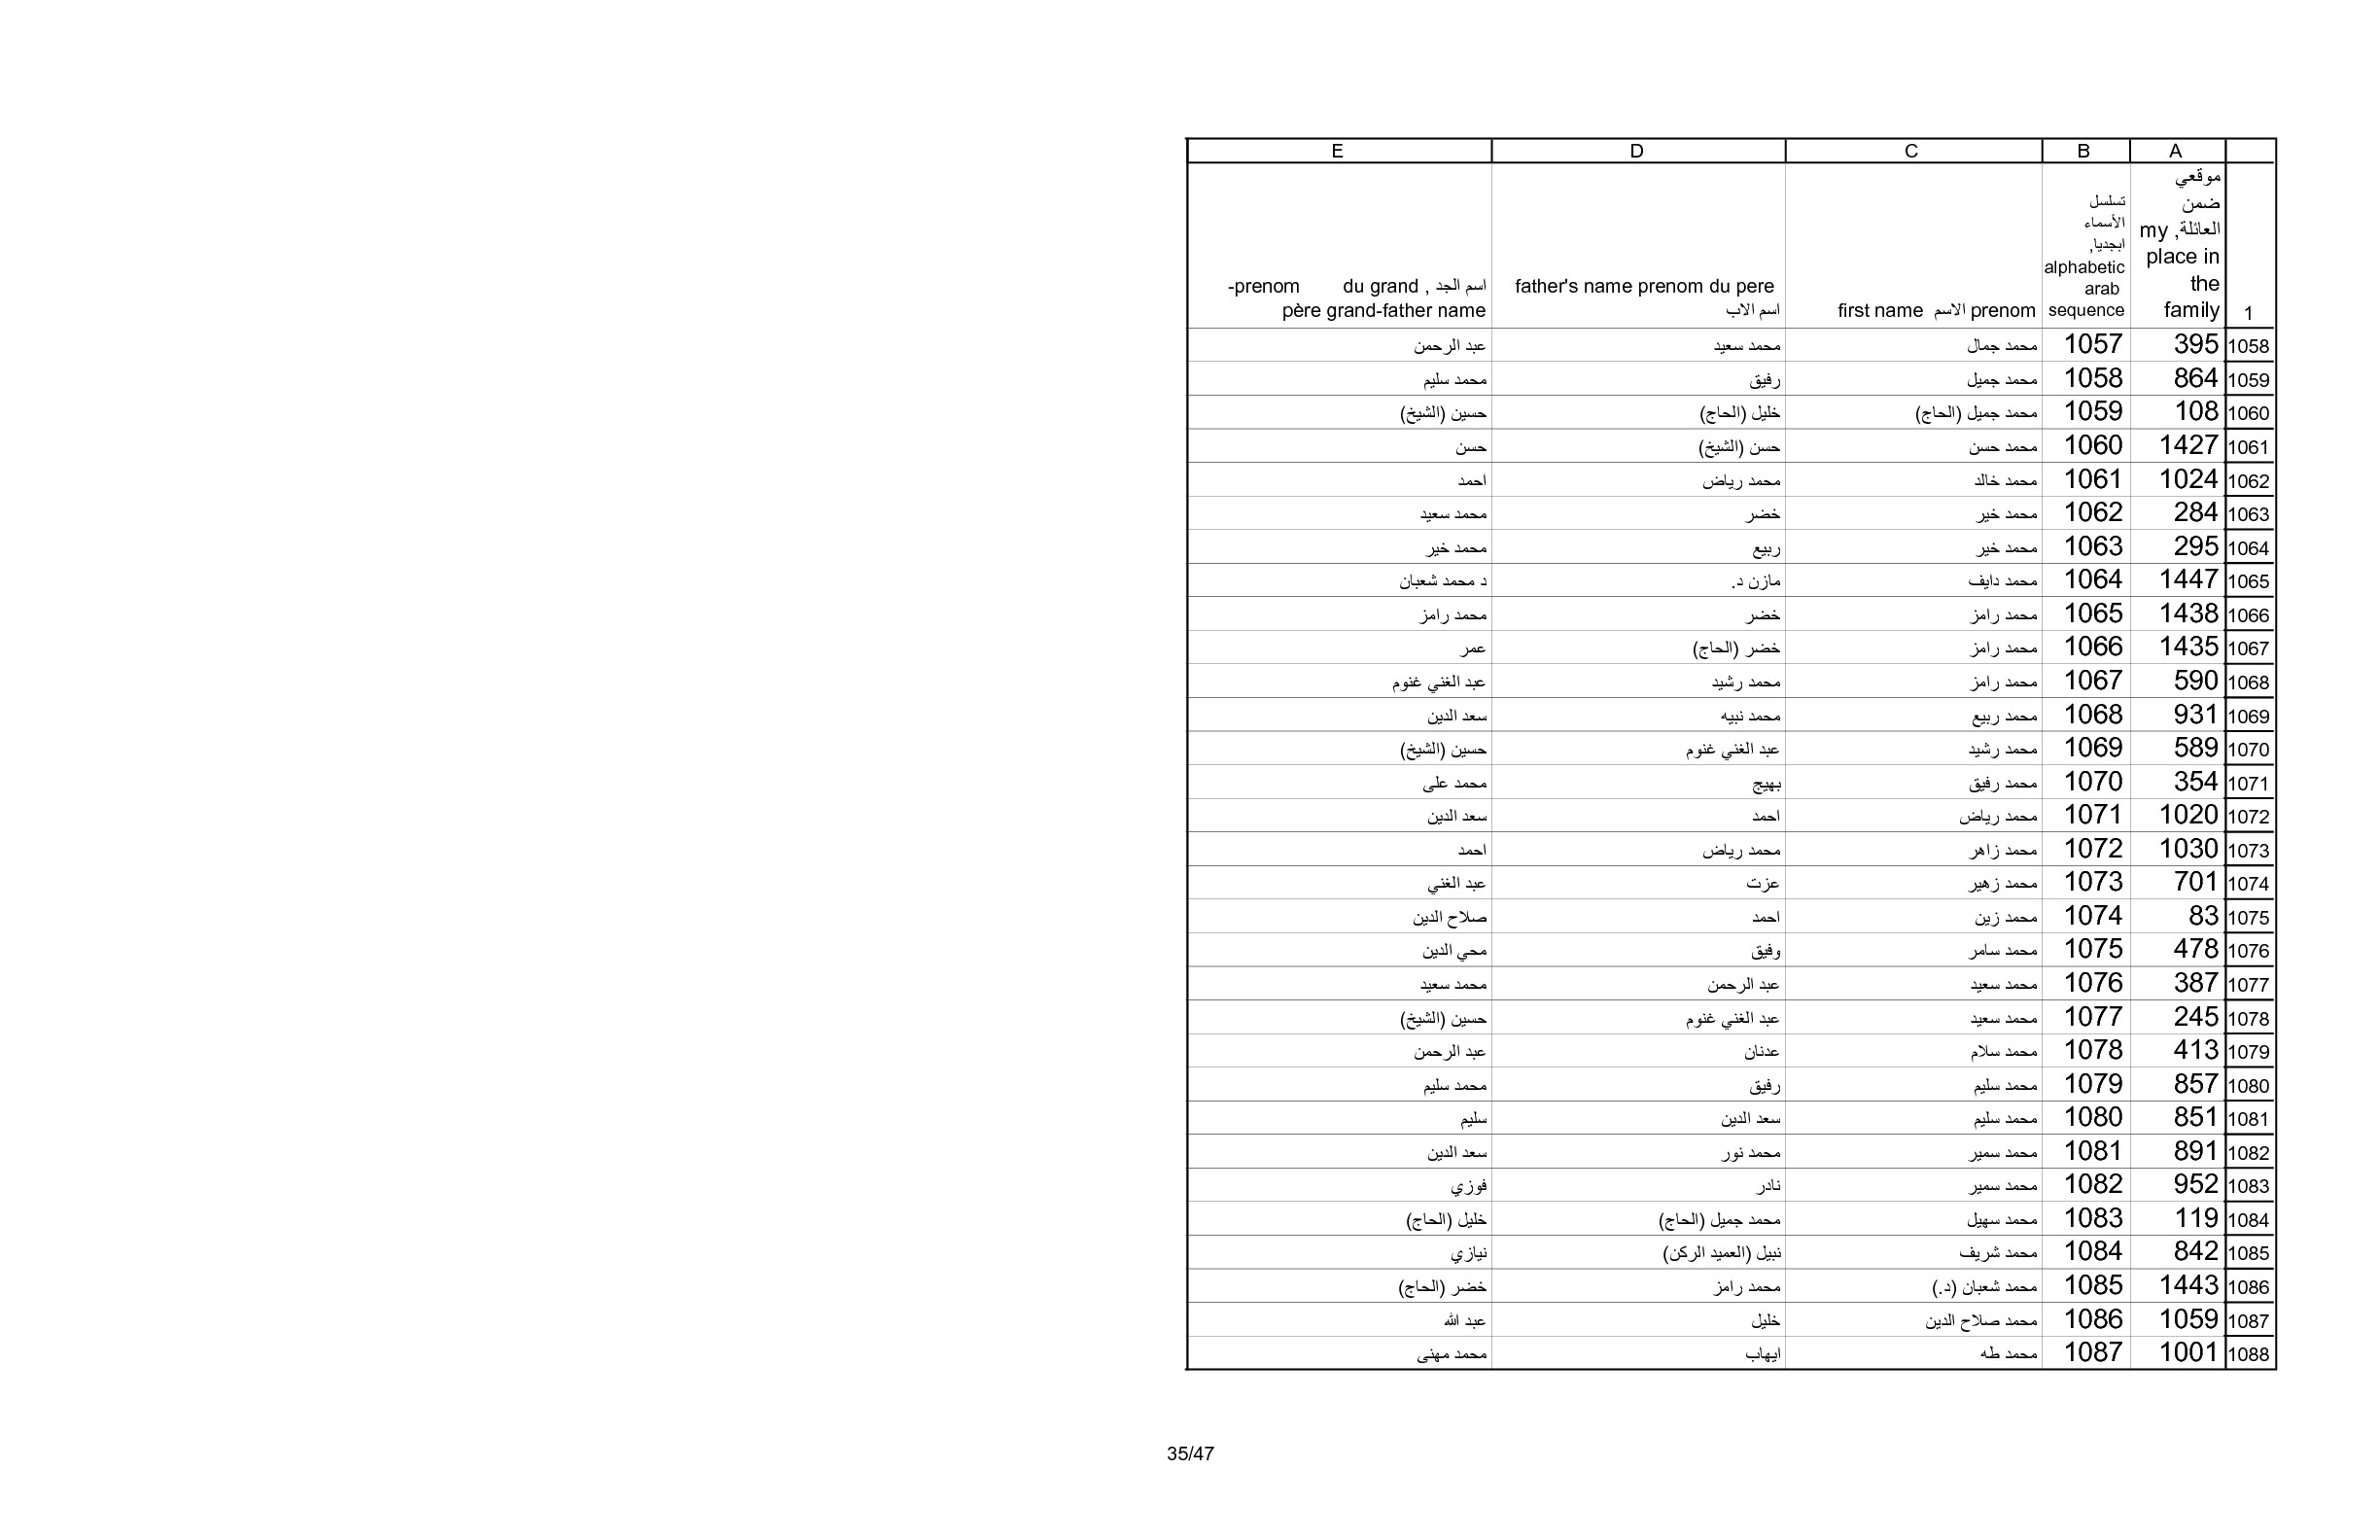 A B C D E
1 موقعي ضمن العائلة, my place in the family تسلسل الأسماء ابجديا, alphabetic arab sequence first name الاسم prenom father's name prenom du pere اسم الاب اسم الجد , du grand -prenom père grand-father name
1058 395 1057 محمد جمال محمد سعيد عبد الرحمن
1059 864 1058 محمد جميل رفيق محمد سليم
1060 108 1059 محمد جميل (الحاج) خليل (الحاج) حسين (الشيخ)
1061 1427 1060 محمد حسن حسن (الشيخ) حسن
1062 1024 1061 محمد خالد محمد رياض احمد
1063 284 1062 محمد خير خضر محمد سعيد
1064 295 1063 محمد خير ربيع محمد خير
1065 1447 1064 محمد دايف مازن د. د محمد شعبان
1066 1438 1065 محمد رامز خضر محمد رامز
1067 1435 1066 محمد رامز خضر (الحاج) عمر
1068 590 1067 محمد رامز محمد رشيد عبد الغني غنوم
1069 931 1068 محمد ربيع محمد نبيه سعد الدين
1070 589 1069 محمد رشيد عبد الغني غنوم حسين (الشيخ)
1071 354 1070 محمد رفيق بهيج محمد على
1072 1020 1071 محمد رياض احمد سعد الدين
1073 1030 1072 محمد زاهر محمد رياض احمد
1074 701 1073 محمد زهير عزت عبد الغني
1075 83 1074 محمد زين احمد صلاح الدين
1076 478 1075 محمد سامر وفيق محي الدين
1077 387 1076 محمد سعيد عبد الرحمن محمد سعيد
1078 245 1077 محمد سعيد عبد الغني غنوم حسين (الشيخ)
1079 413 1078 محمد سلام عدنان عبد الرحمن
1080 857 1079 محمد سليم رفيق محمد سليم
1081 851 1080 محمد سليم سعد الدين سليم
1082 891 1081 محمد سمير محمد نور سعد الدين
1083 952 1082 محمد سمير نادر فوزي
1084 119 1083 محمد سهيل محمد جميل (الحاج) خليل (الحاج)
1085 842 1084 محمد شريف نبيل (العميد الركن) نيازي
1086 1443 1085 محمد شعبان (د.) محمد رامز خضر (الحاج)
1087 1059 1086 محمد صلاح الدين خليل عبد الله
1088 1001 1087 محمد طه ايهاب محمد مهنى
35/47